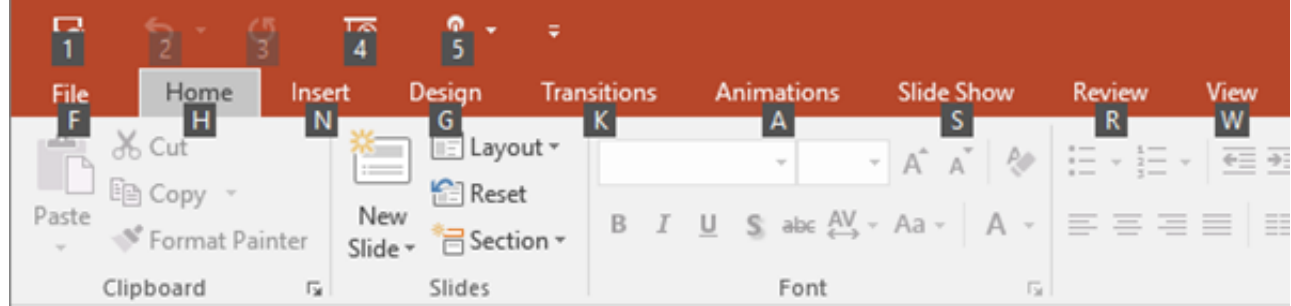 1 2 3 4 5
File Home Insert Design Transitions Animations Slide Show Review View
F H N G K A S R W
Cut
Copy
Format Painter
Paste
New
Slide
Layout
Reset
Section
B I U S abc AV Aa A
A A A
Clipboard Slides Font